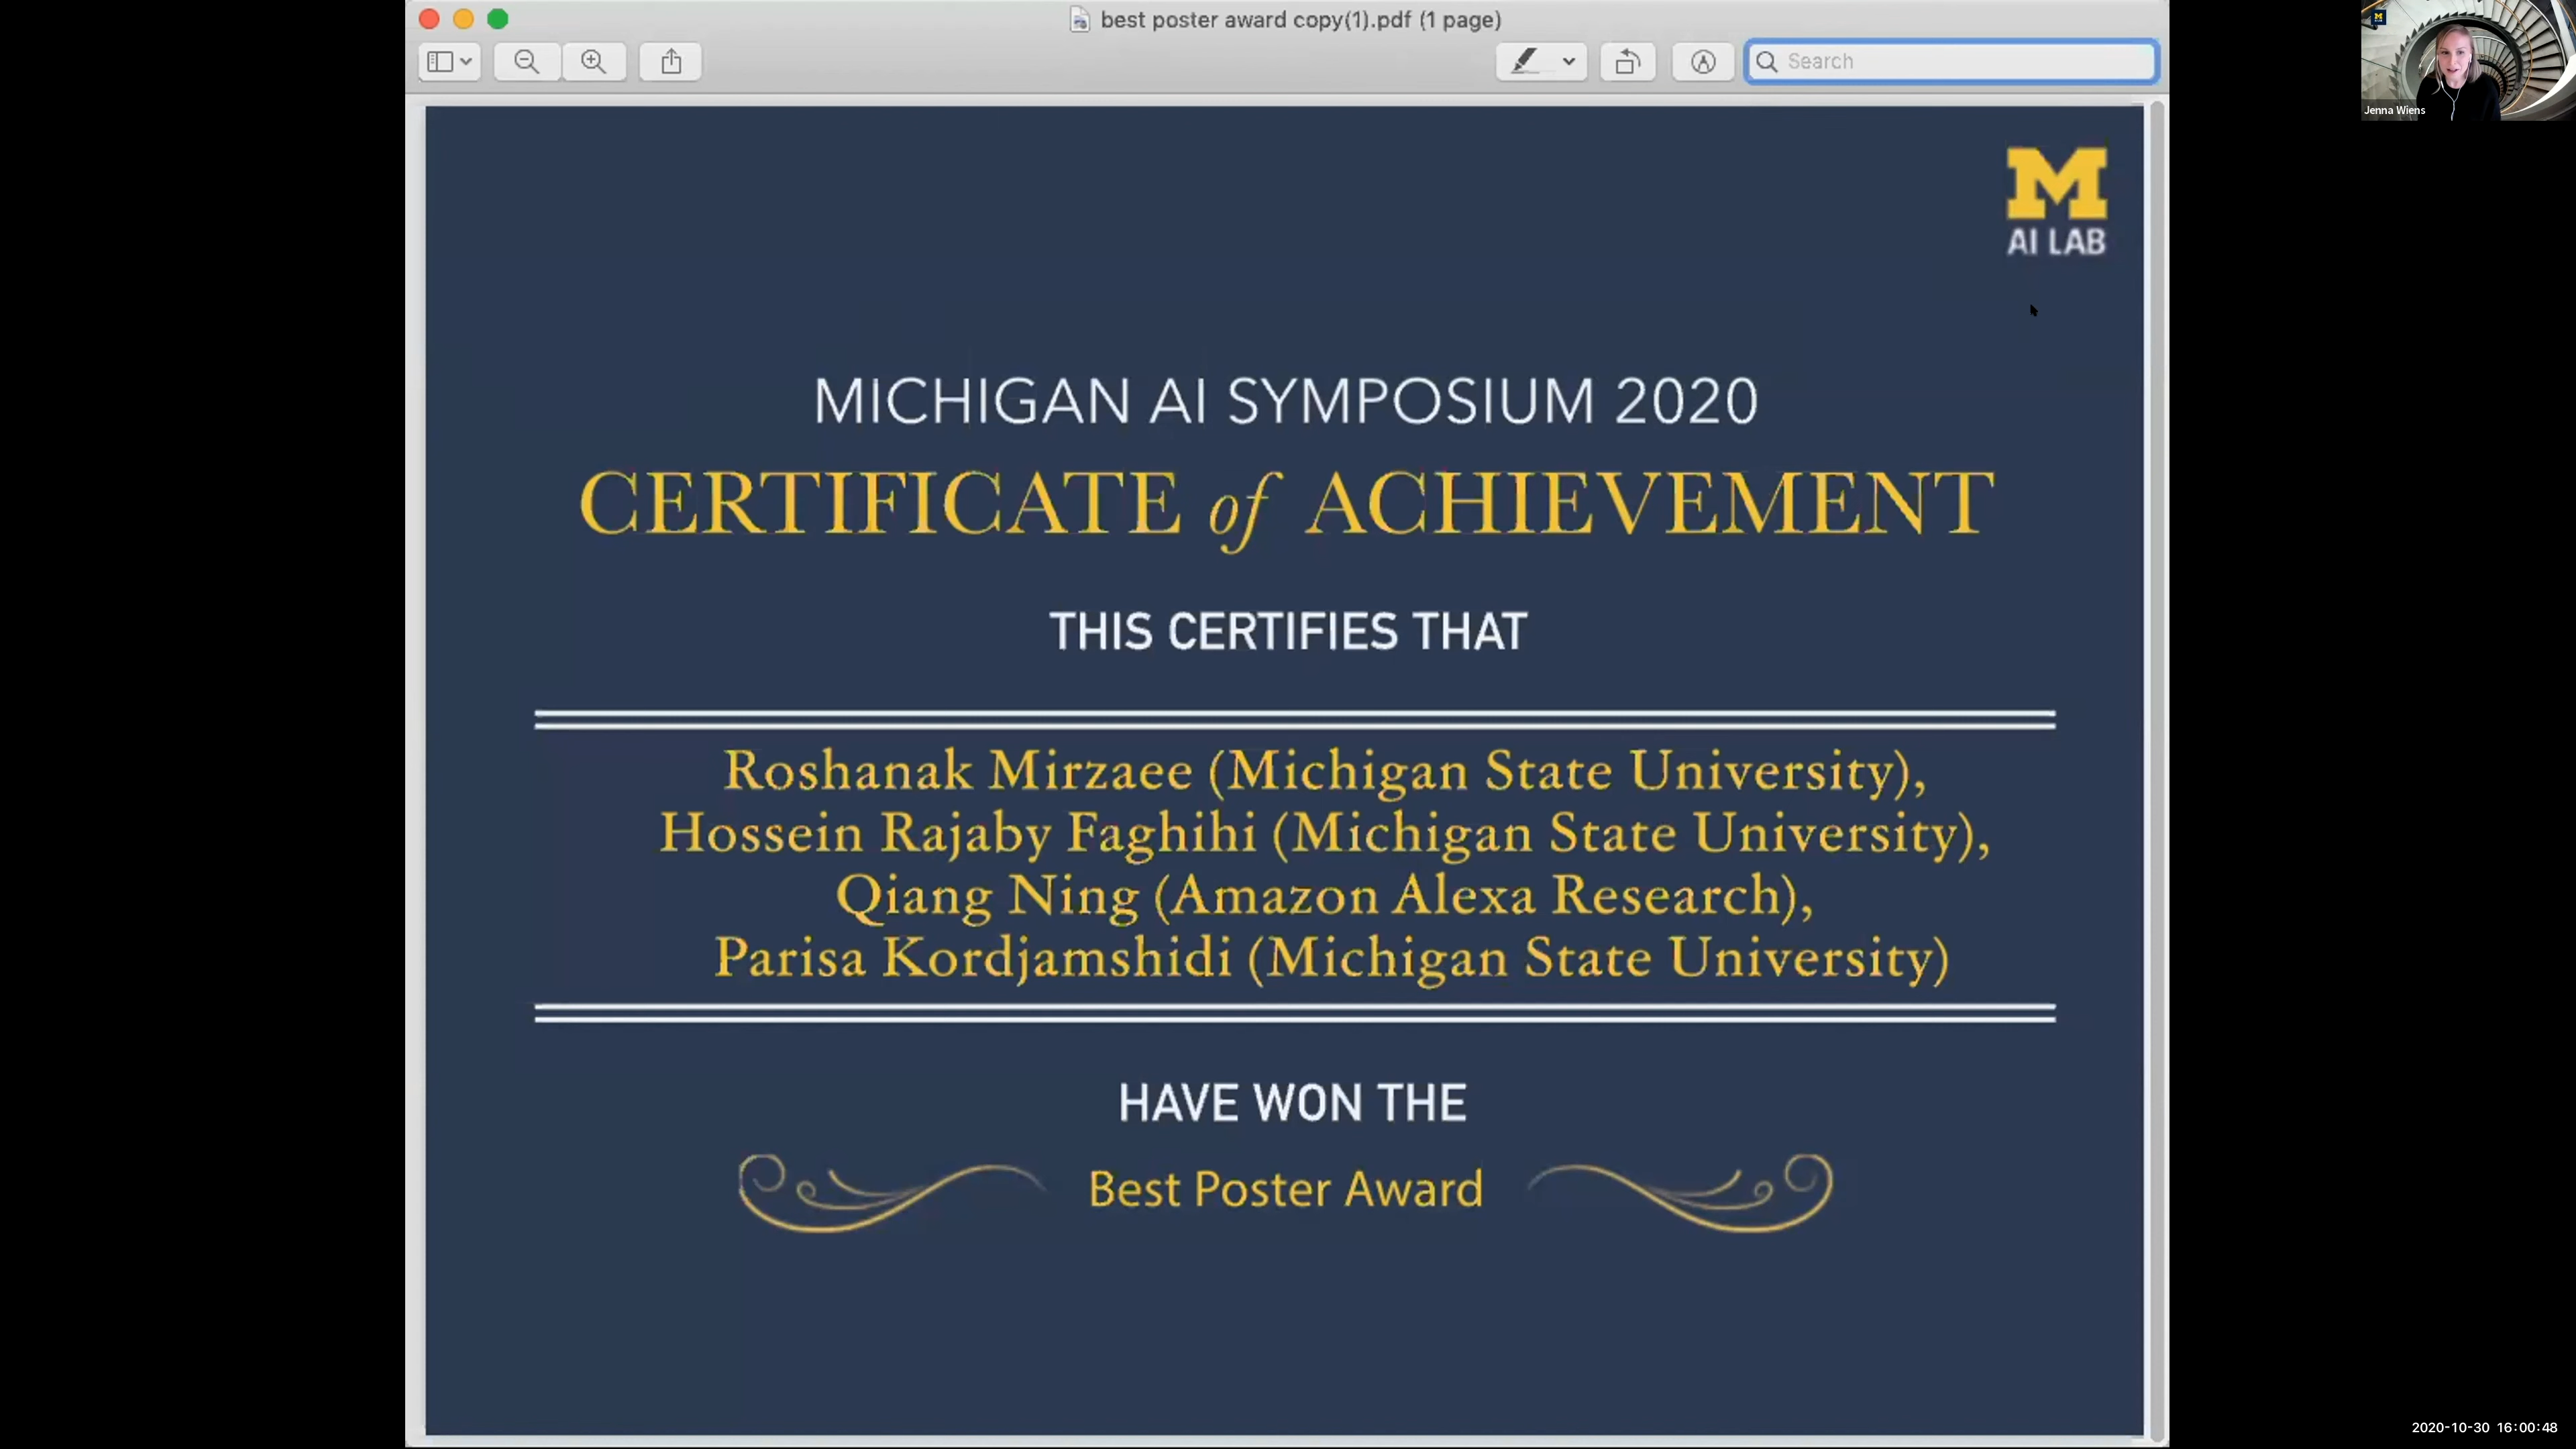 best poster award copy(1).pdf (1 page)
Search
Jenna Wiens
M
AI LAB
MICHIGAN AI SYMPOSIUM 2020
CERTIFICATE of ACHIEVEMENT
THIS CERTIFIES THAT
Roshanak Mirzaee (Michigan State University),
Hossein Rajaby Faghihi (Michigan State University),
Qiang Ning (Amazon Alexa Research),
Parisa Kordjamshidi (Michigan State University)
HAVE WON THE
Best Poster Award
2020-10-30 16:00:48